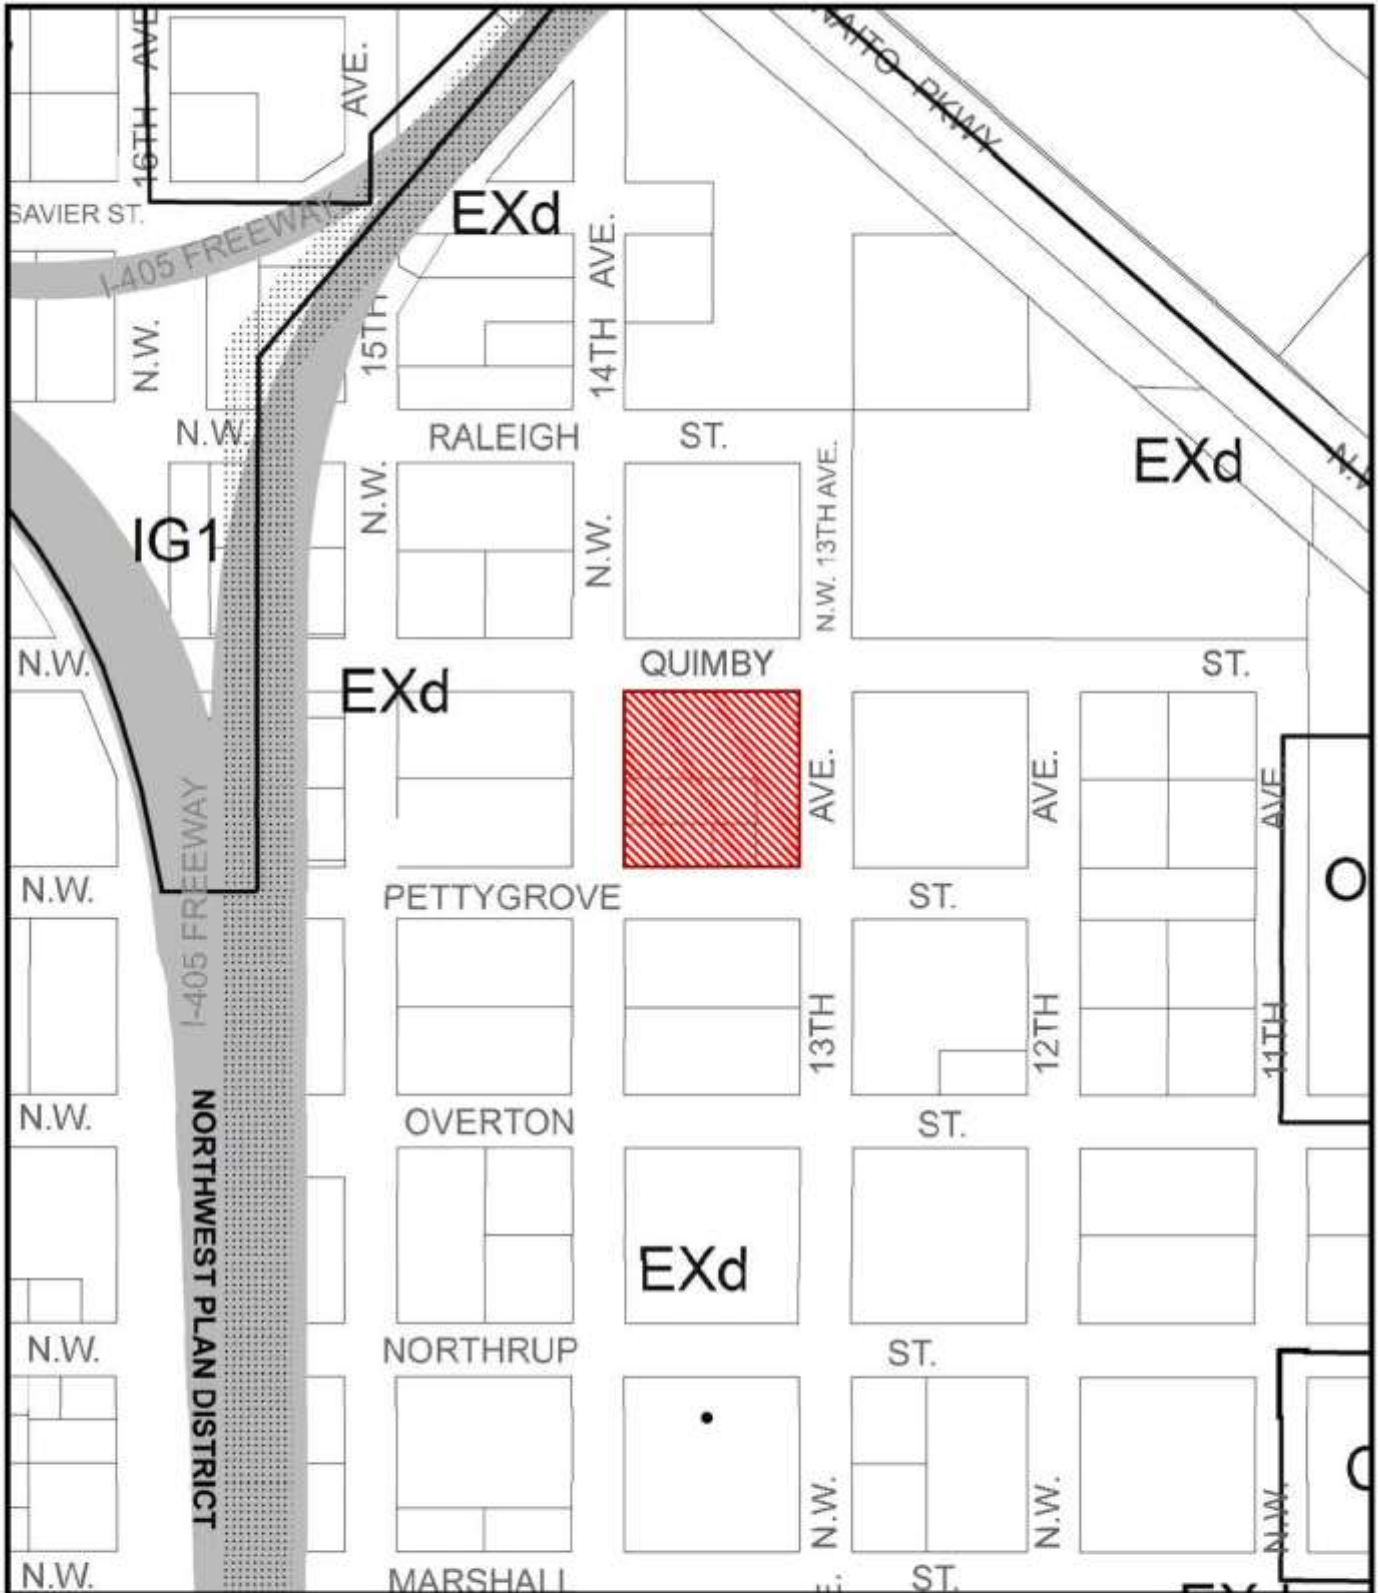 16TH AVE
AVE.
NAITO PKWY
SAVIER ST.
EXd
I-405 FREEWAY
14TH AVE.
15TH
N.W.
N.W. RALEIGH ST.
EXd
N.W.
N.W. 13TH AVE.
IG1
N.W.
N.W.
N.W. QUIMBY ST.
EXd
AVE.
AVE.
AVE.
I-405 FREEWAY
O
N.W. PETTYGROVE ST.
13TH
12TH
11TH
N.W. OVERTON ST.
NORTHWEST PLAN DISTRICT
EXd
N.W. NORTHRUP ST.
N.W.
N.W.
N.W.
N.W. MARSHALL ST.